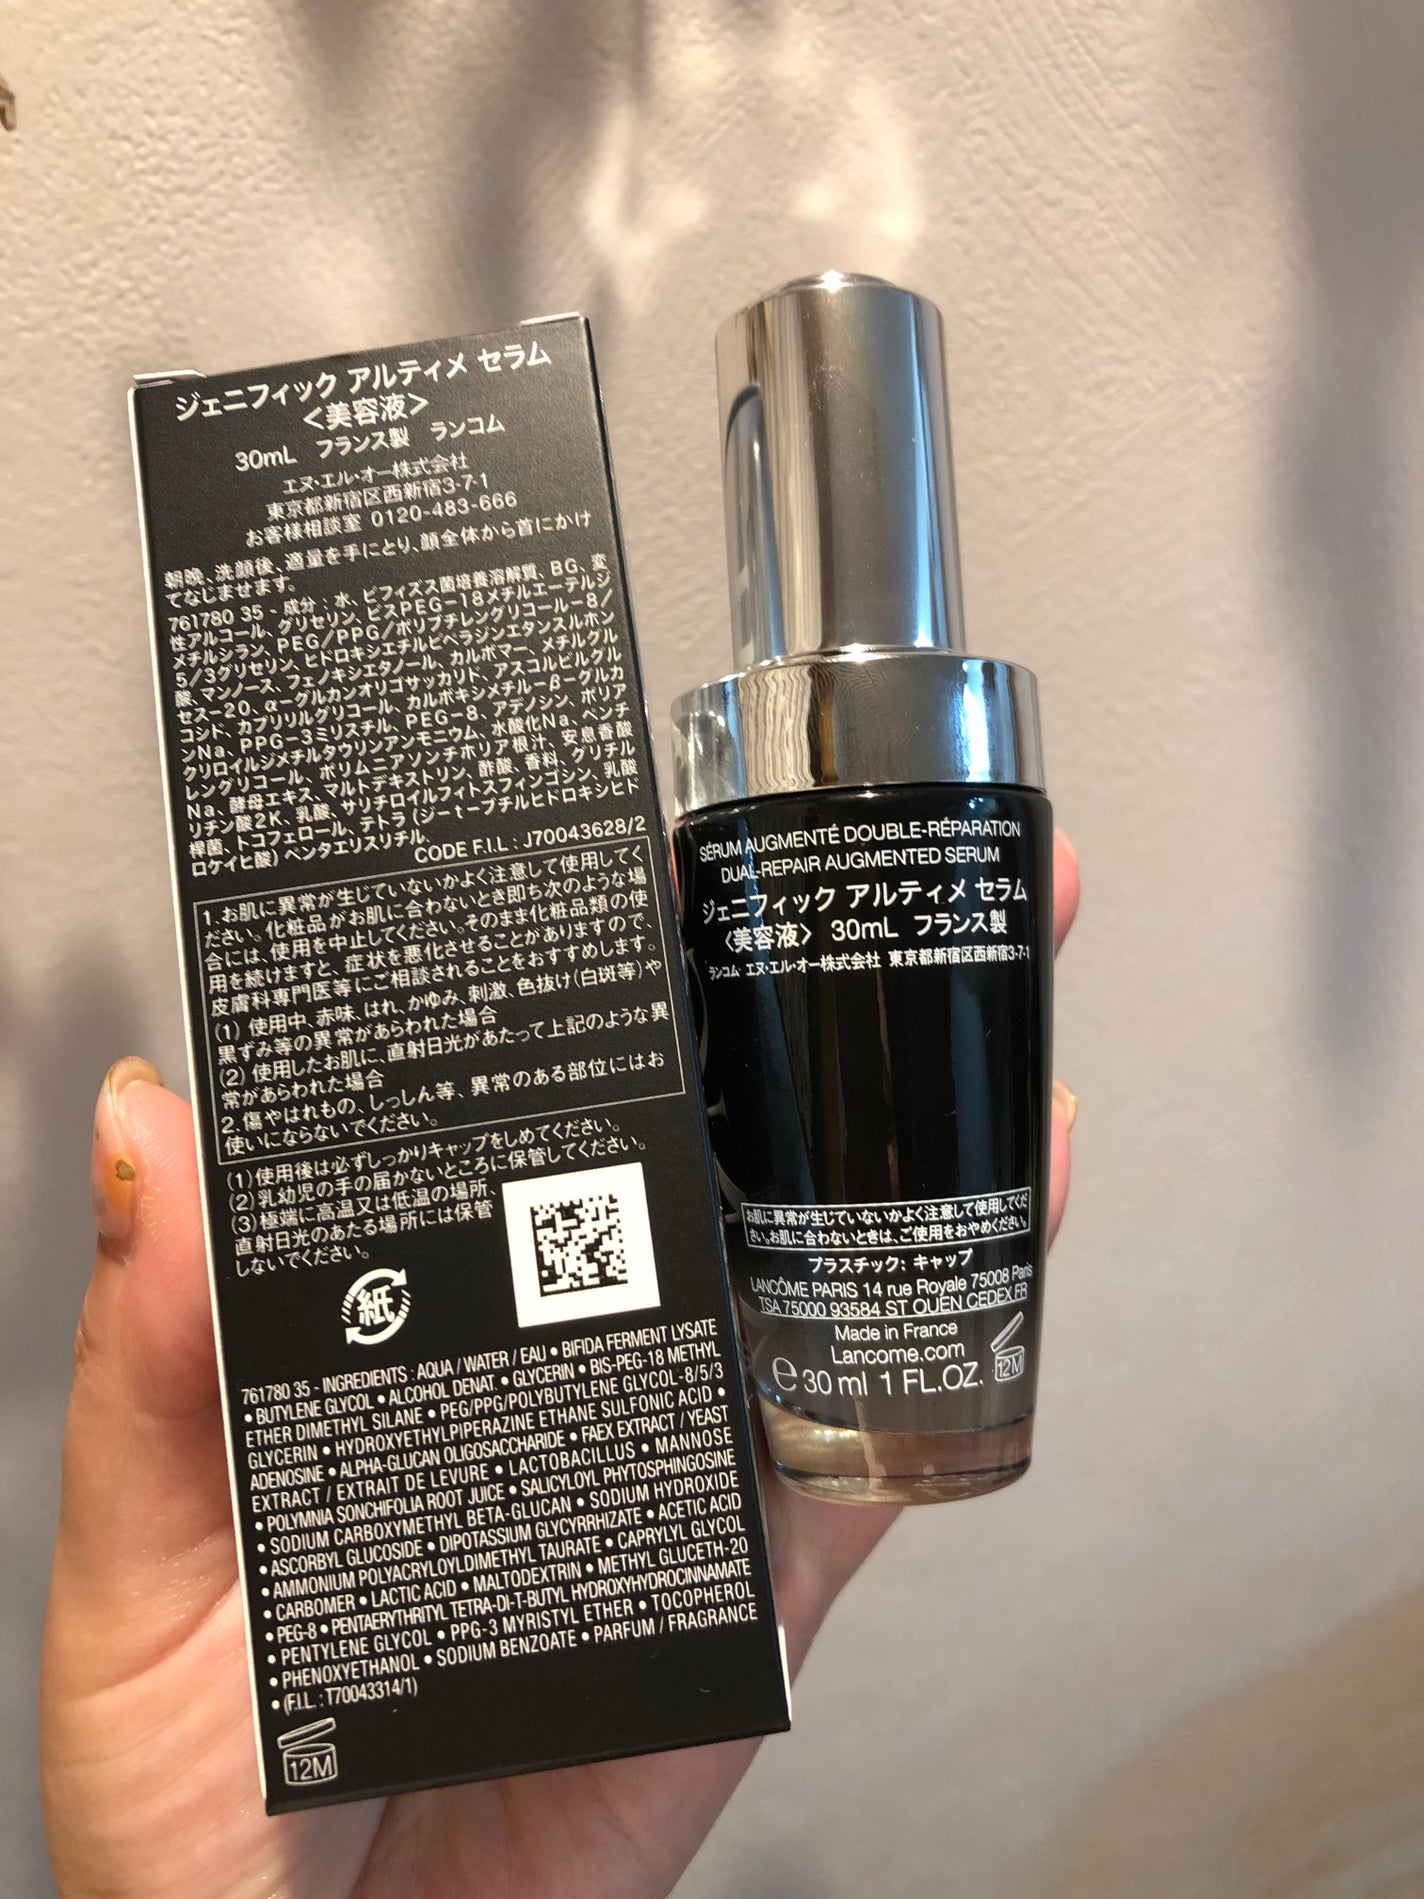 ジェニフィック アルティメ セラム
〈美容液〉
30mL フランス製 ランコム
エヌ・エル・オー株式会社
東京都新宿区西新宿3-7-1
お客様相談室 0120-483-666
朝晩、洗顔後、適量を手にとり、顔全体から首にかけ
てなじませます。
761780 35 - 成分：水、ビフィズス菌培養溶解質、BG、変
性アルコール、グリセリン、ビスPEG-18メチルエーテルジ
メチルシラン、PEG/PPG/ポリブチレングリコール-8/
5/3グリセリン、ヒドロキシエチルピペラジンエタンスルホン
酸、マンノース、フェノキシエタノール、カルボマー、メチルグル
セス-20、α-グルカンオリゴサッカリド、アスコルビルグル
コシド、カプリリルグリコール、カルボキシメチル-β-グルカ
ンNa、PPG-3ミリスチル、PEG-8、アデノシン、ポリア
クリロイルジメチルタウリンアンモニウム、水酸化Na、ペンチ
レングリコール、ポリムニアソンチホリア根汁、安息香酸
Na、酵母エキス、マルトデキストリン、酢酸、香料、グリチル
リチン酸2K、乳酸、サリチロイルフィトスフィンゴシン、乳酸
桿菌、トコフェロール、テトラ(ジ-t-ブチルヒドロキシヒド
ロケイヒ酸)ペンタエリスリチル
CODE F.I.L : J70043628/2
1. お肌に異常が生じていないかよく注意して使用してく
ださい。化粧品がお肌に合わないとき即ち次のような場
合には、使用を中止してください。そのまま化粧品類の使
用を続けますと、症状を悪化させることがありますので、
皮膚科専門医等にご相談されることをおすすめします。
(1) 使用中、赤味、はれ、かゆみ、刺激、色抜け(白斑等)や
黒ずみ等の異常があらわれた場合
(2) 使用したお肌に、直射日光があたって上記のような異
常があらわれた場合
2. 傷やはれもの、しっしん等、異常のある部位にはお
使いにならないでください。
(1)使用後は必ずしっかりキャップをしめてください。
(2)乳幼児の手の届かないところに保管してください。
(3)極端に高温又は低温の場所、
直射日光のあたる場所には保管
しないでください。
紙
761780 35 - INGREDIENTS : AQUA / WATER / EAU • BIFIDA FERMENT LYSATE
• BUTYLENE GLYCOL • ALCOHOL DENAT. • GLYCERIN • BIS-PEG-18 METHYL
ETHER DIMETHYL SILANE • PEG/PPG/POLYBUTYLENE GLYCOL-8/5/3
GLYCERIN • HYDROXYETHYLPIPERAZINE ETHANE SULFONIC ACID •
ADENOSINE • ALPHA-GLUCAN OLIGOSACCHARIDE • FAEX EXTRACT / YEAST
EXTRACT / EXTRAIT DE LEVURE • LACTOBACILLUS • MANNOSE
• POLYMNIA SONCHIFOLIA ROOT JUICE • SALICYLOYL PHYTOSPHINGOSINE
• SODIUM CARBOXYMETHYL BETA-GLUCAN • SODIUM HYDROXIDE
• ASCORBYL GLUCOSIDE • DIPOTASSIUM GLYCYRRHIZATE • ACETIC ACID
• AMMONIUM POLYACRYLOYLDIMETHYL TAURATE • CAPRYLYL GLYCOL
• CARBOMER • LACTIC ACID • MALTODEXTRIN • METHYL GLUCETH-20
• PEG-8 • PENTAERYTHRITYL TETRA-DI-T-BUTYL HYDROXYHYDROCINNAMATE
• PENTYLENE GLYCOL • PPG-3 MYRISTYL ETHER • TOCOPHEROL
• PHENOXYETHANOL • SODIUM BENZOATE • PARFUM / FRAGRANCE
• (F.I.L. : T70043314/1)
12M
SÉRUM AUGMENTÉ DOUBLE-RÉPARATION
DUAL-REPAIR AUGMENTED SERUM
ジェニフィック アルティメ セラム
〈美容液〉 30mL フランス製
ランコム エヌ・エル・オー株式会社 東京都新宿区西新宿3-7-1
お肌に異常が生じていないかよく注意して使用してくだ
さい。お肌に合わないときは、ご使用をおやめください。
プラスチック: キャップ
LANCÔME PARIS 14 rue Royale 75008 Paris
TSA 75000 93584 ST OUEN CEDEX FR
Made in France
Lancome.com
℮ 30 ml 1 FL.OZ.
12M